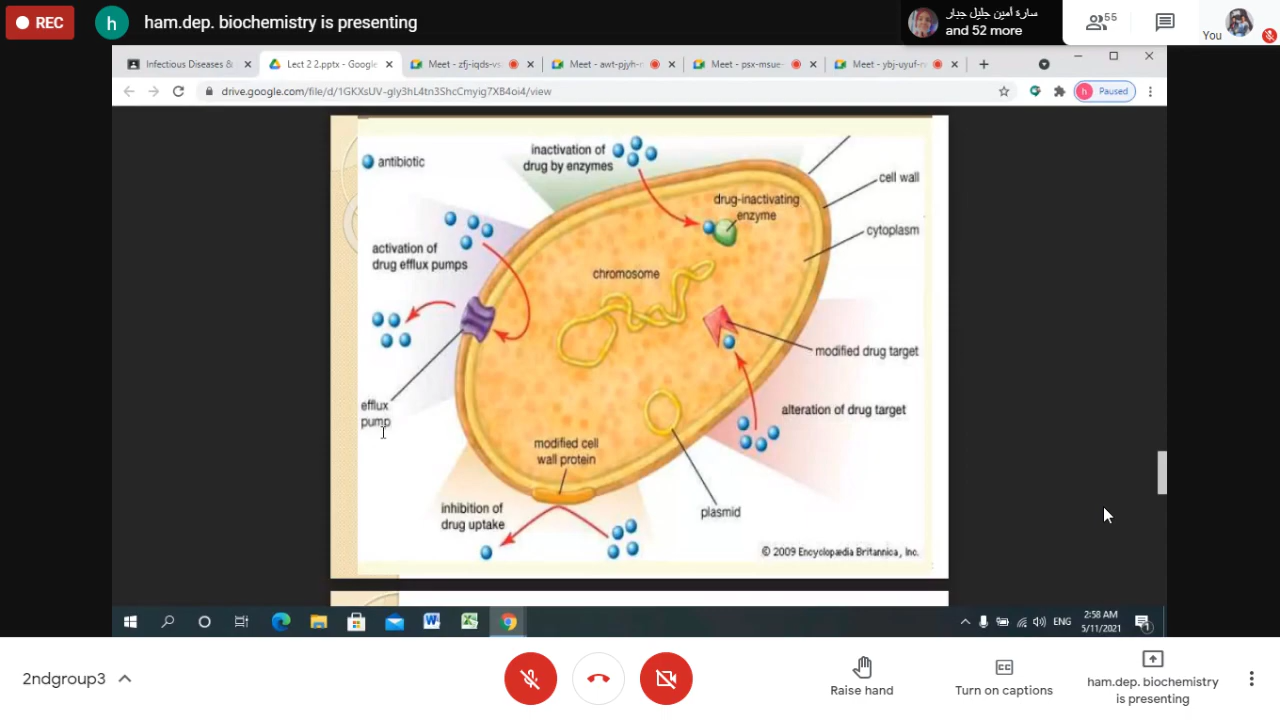 REC
h
ham.dep. biochemistry is presenting
سارة أمين جليل جبار
and 52 more
55
You
Infectious Diseases &
Lect 2 2.pptx - Google
Meet - zfj-iqds-vs
Meet - awt-pjyh-r
Meet - psx-msue-
Meet - ybj-uyuf-r
drive.google.com/file/d/1GKXsUV-gly3hL4tn3ShcCmyig7XB4oi4/view
h
Paused
antibiotic
inactivation of
drug by enzymes
cell wall
drug-inactivating
enzyme
cytoplasm
activation of
drug efflux pumps
chromosome
modified drug target
efflux
pump
alteration of drug target
modified cell
wall protein
inhibition of
drug uptake
plasmid
© 2009 Encyclopædia Britannica, Inc.
ENG
2:58 AM
5/11/2021
1
2ndgroup3
Raise hand
Turn on captions
ham.dep. biochemistry
is presenting